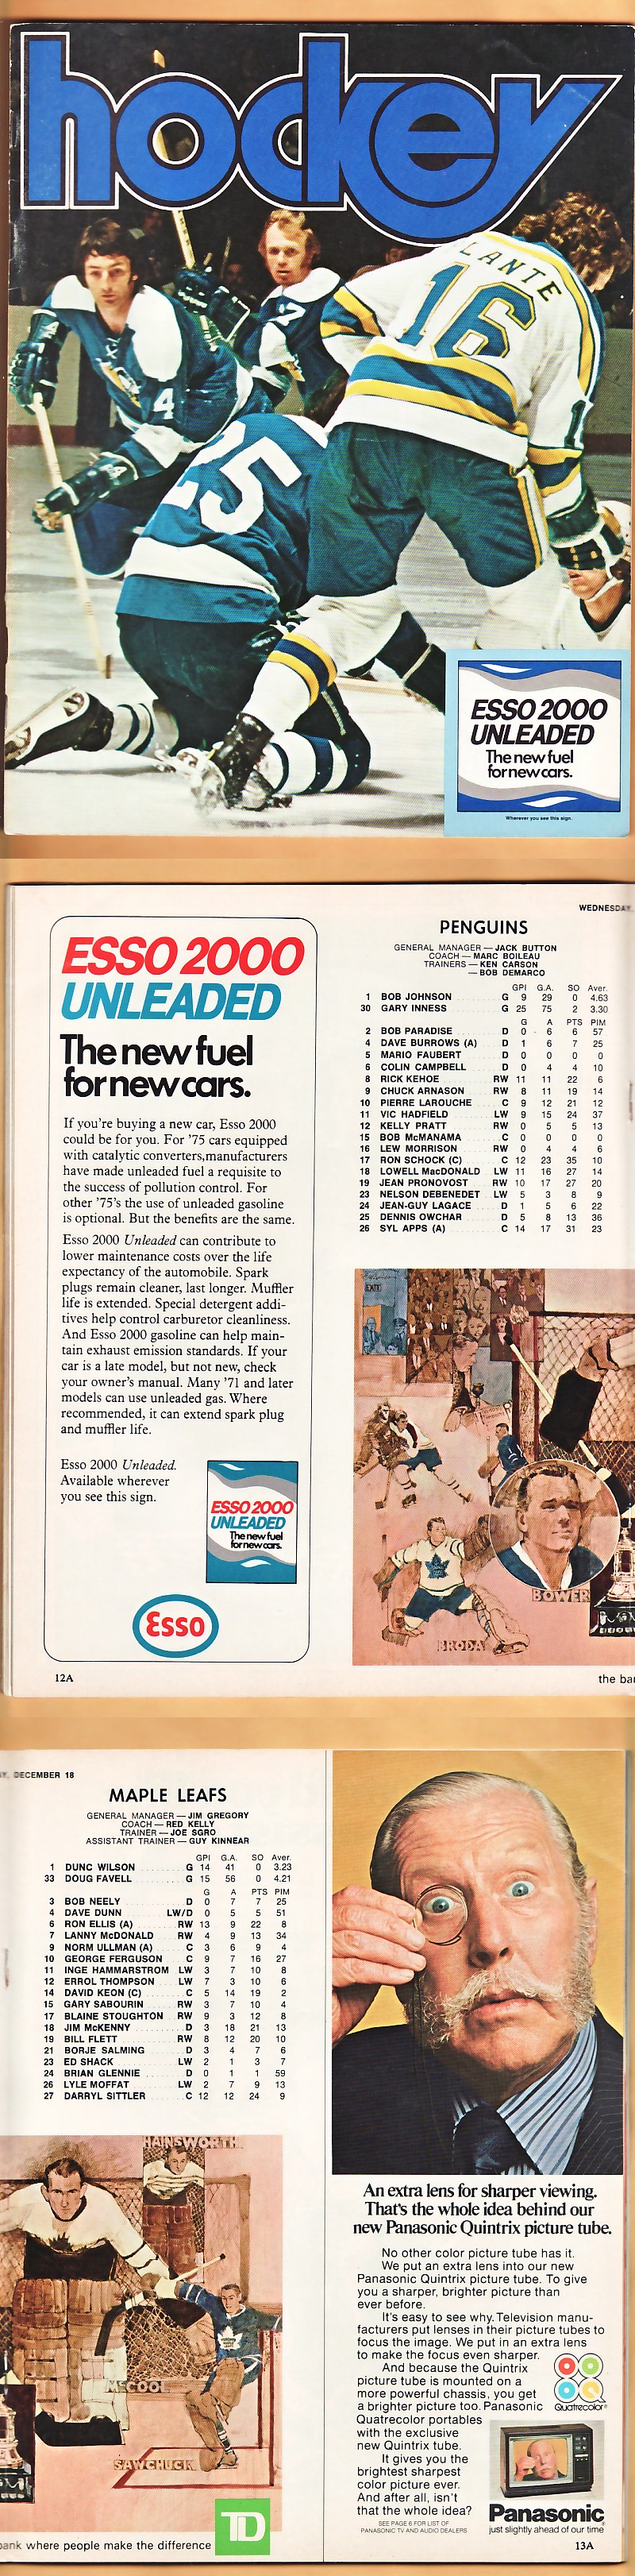 hockey
LANTE
16
4
7
25
1
ESSO 2000
UNLEADED
The new fuel
for new cars.
Wherever you see this sign.
ESSO 2000
UNLEADED
The new fuel
for new cars.
If you're buying a new car, Esso 2000
could be for you. For '75 cars equipped
with catalytic converters, manufacturers
have made unleaded fuel a requisite to
the success of pollution control. For
other '75's the use of unleaded gasoline
is optional. But the benefits are the same.
Esso 2000 Unleaded can contribute to
lower maintenance costs over the life
expectancy of the automobile. Spark
plugs remain cleaner, last longer. Muffler
life is extended. Special detergent addi-
tives help control carburetor cleanliness.
And Esso 2000 gasoline can help main-
tain exhaust emission standards. If your
car is a late model, but not new, check
your owner's manual. Many '71 and later
models can use unleaded gas. Where
recommended, it can extend spark plug
and muffler life.
Esso 2000 Unleaded.
Available wherever
you see this sign.
ESSO 2000
UNLEADED
The new fuel
for new cars.
Esso
12A
WEDNESDAY,
PENGUINS
GENERAL MANAGER — JACK BUTTON
COACH — MARC BOILEAU
TRAINERS — KEN CARSON
— BOB DEMARCO
GPI G.A. SO Aver.
1 BOB JOHNSON G 9 29 0 4.63
30 GARY INNESS G 25 75 2 3.30
G A PTS PIM
2 BOB PARADISE D 0 6 6 57
4 DAVE BURROWS (A) D 1 6 7 25
5 MARIO FAUBERT D 0 0 0 0
6 COLIN CAMPBELL D 0 4 4 10
8 RICK KEHOE RW 11 11 22 6
9 CHUCK ARNASON RW 8 11 19 14
10 PIERRE LAROUCHE C 9 12 21 12
11 VIC HADFIELD LW 9 15 24 37
12 KELLY PRATT RW 0 5 5 13
15 BOB McMANAMA C 0 0 0 0
16 LEW MORRISON RW 0 4 4 6
17 RON SCHOCK (C) C 12 23 35 10
18 LOWELL MacDONALD LW 11 16 27 14
19 JEAN PRONOVOST RW 10 17 27 20
23 NELSON DEBENEDET LW 5 3 8 9
24 JEAN-GUY LAGACE D 1 5 6 22
25 DENNIS OWCHAR D 5 8 13 36
26 SYL APPS (A) C 14 17 31 23
EXIT
BOWER
BRODA
the ba
Y, DECEMBER 18
MAPLE LEAFS
GENERAL MANAGER — JIM GREGORY
COACH — RED KELLY
TRAINER — JOE SGRO
ASSISTANT TRAINER — GUY KINNEAR
GPI G.A. SO Aver.
1 DUNC WILSON G 14 41 0 3.23
33 DOUG FAVELL G 15 56 0 4.21
G A PTS PIM
3 BOB NEELY D 0 7 7 25
4 DAVE DUNN LW/D 0 5 5 51
6 RON ELLIS (A) RW 13 9 22 8
7 LANNY McDONALD RW 4 9 13 34
9 NORM ULLMAN (A) C 3 6 9 4
10 GEORGE FERGUSON C 9 7 16 27
11 INGE HAMMARSTROM LW 3 7 10 8
12 ERROL THOMPSON LW 7 3 10 6
14 DAVID KEON (C) C 5 14 19 2
15 GARY SABOURIN RW 3 7 10 4
17 BLAINE STOUGHTON RW 9 3 12 8
18 JIM McKENNY D 3 18 21 13
19 BILL FLETT RW 8 12 20 10
21 BORJE SALMING D 3 4 7 6
23 ED SHACK LW 2 1 3 7
24 BRIAN GLENNIE D 0 1 1 59
26 LYLE MOFFAT LW 2 7 9 13
27 DARRYL SITTLER C 12 12 24 9
HAINSWORTH
McCOOL
SAWCHUK
TD
bank where people make the difference
An extra lens for sharper viewing.
That's the whole idea behind our
new Panasonic Quintrix picture tube.
No other color picture tube has it.
We put an extra lens into our new
Panasonic Quintrix picture tube. To give
you a sharper, brighter picture than
ever before.
It's easy to see why. Television manu-
facturers put lenses in their picture tubes to
focus the image. We put in an extra lens
to make the focus even sharper.
And because the Quintrix
picture tube is mounted on a
more powerful chassis, you get
a brighter picture too. Panasonic
Quatrecolor portables
with the exclusive
new Quintrix tube.
It gives you the
brightest sharpest
color picture ever.
And after all, isn't
that the whole idea?
Quatrecolor
SEE PAGE 6 FOR LIST OF
PANASONIC TV AND AUDIO DEALERS
Panasonic
just slightly ahead of our time
13A